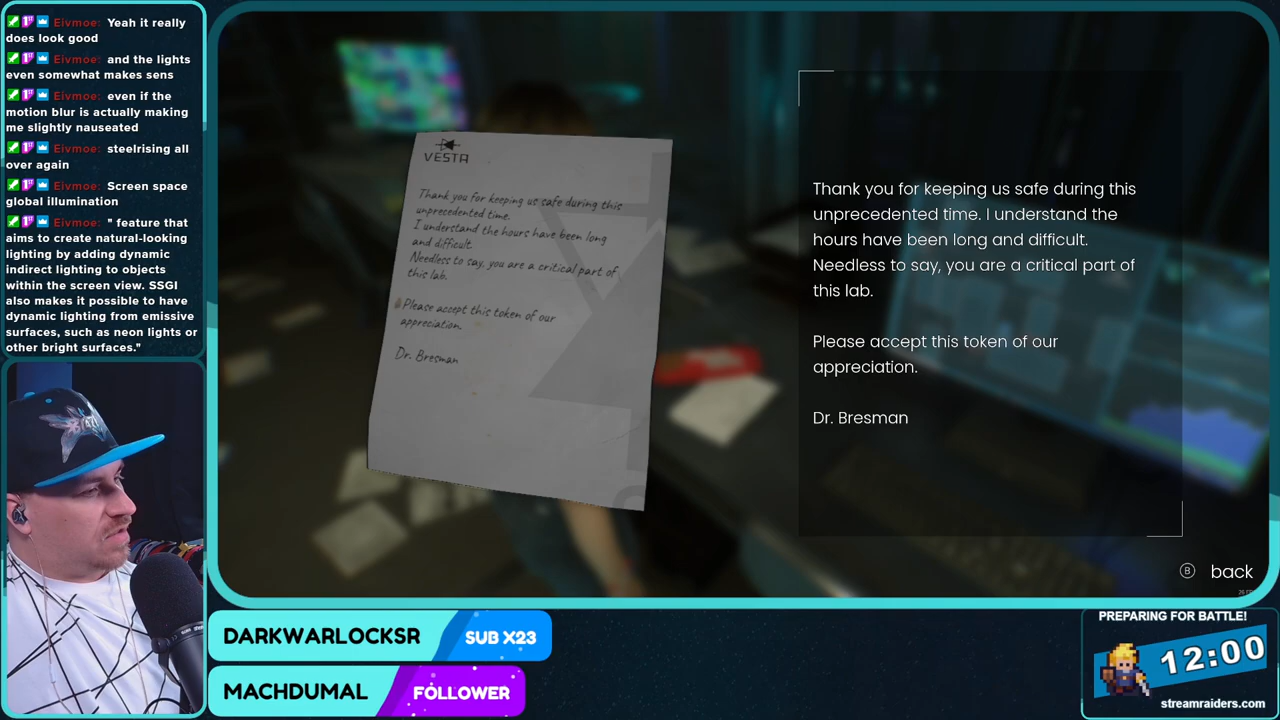 Eivmoe: Yeah it really
does look good
Eivmoe: and the lights
even somewhat makes sens
Eivmoe: even if the
motion blur is actually making
me slightly nauseated
Eivmoe: steelrising all
over again
Eivmoe: Screen space
global illumination
Eivmoe: " feature that
aims to create natural-looking
lighting by adding dynamic
indirect lighting to objects
within the screen view. SSGI
also makes it possible to have
dynamic lighting from emissive
surfaces, such as neon lights or
other bright surfaces."
VESTA
Thank you for keeping us safe during this
unprecedented time.
I understand the hours have been long
and difficult.
Needless to say, you are a critical part of
this lab.
Please accept this token of our
appreciation.
Dr. Bresman
Thank you for keeping us safe during this
unprecedented time. I understand the
hours have been long and difficult.
Needless to say, you are a critical part of
this lab.
Please accept this token of our
appreciation.
Dr. Bresman
B back
DARKWARLOCKSR SUB X23
MACHDUMAL FOLLOWER
PREPARING FOR BATTLE!
12:00
streamraiders.com